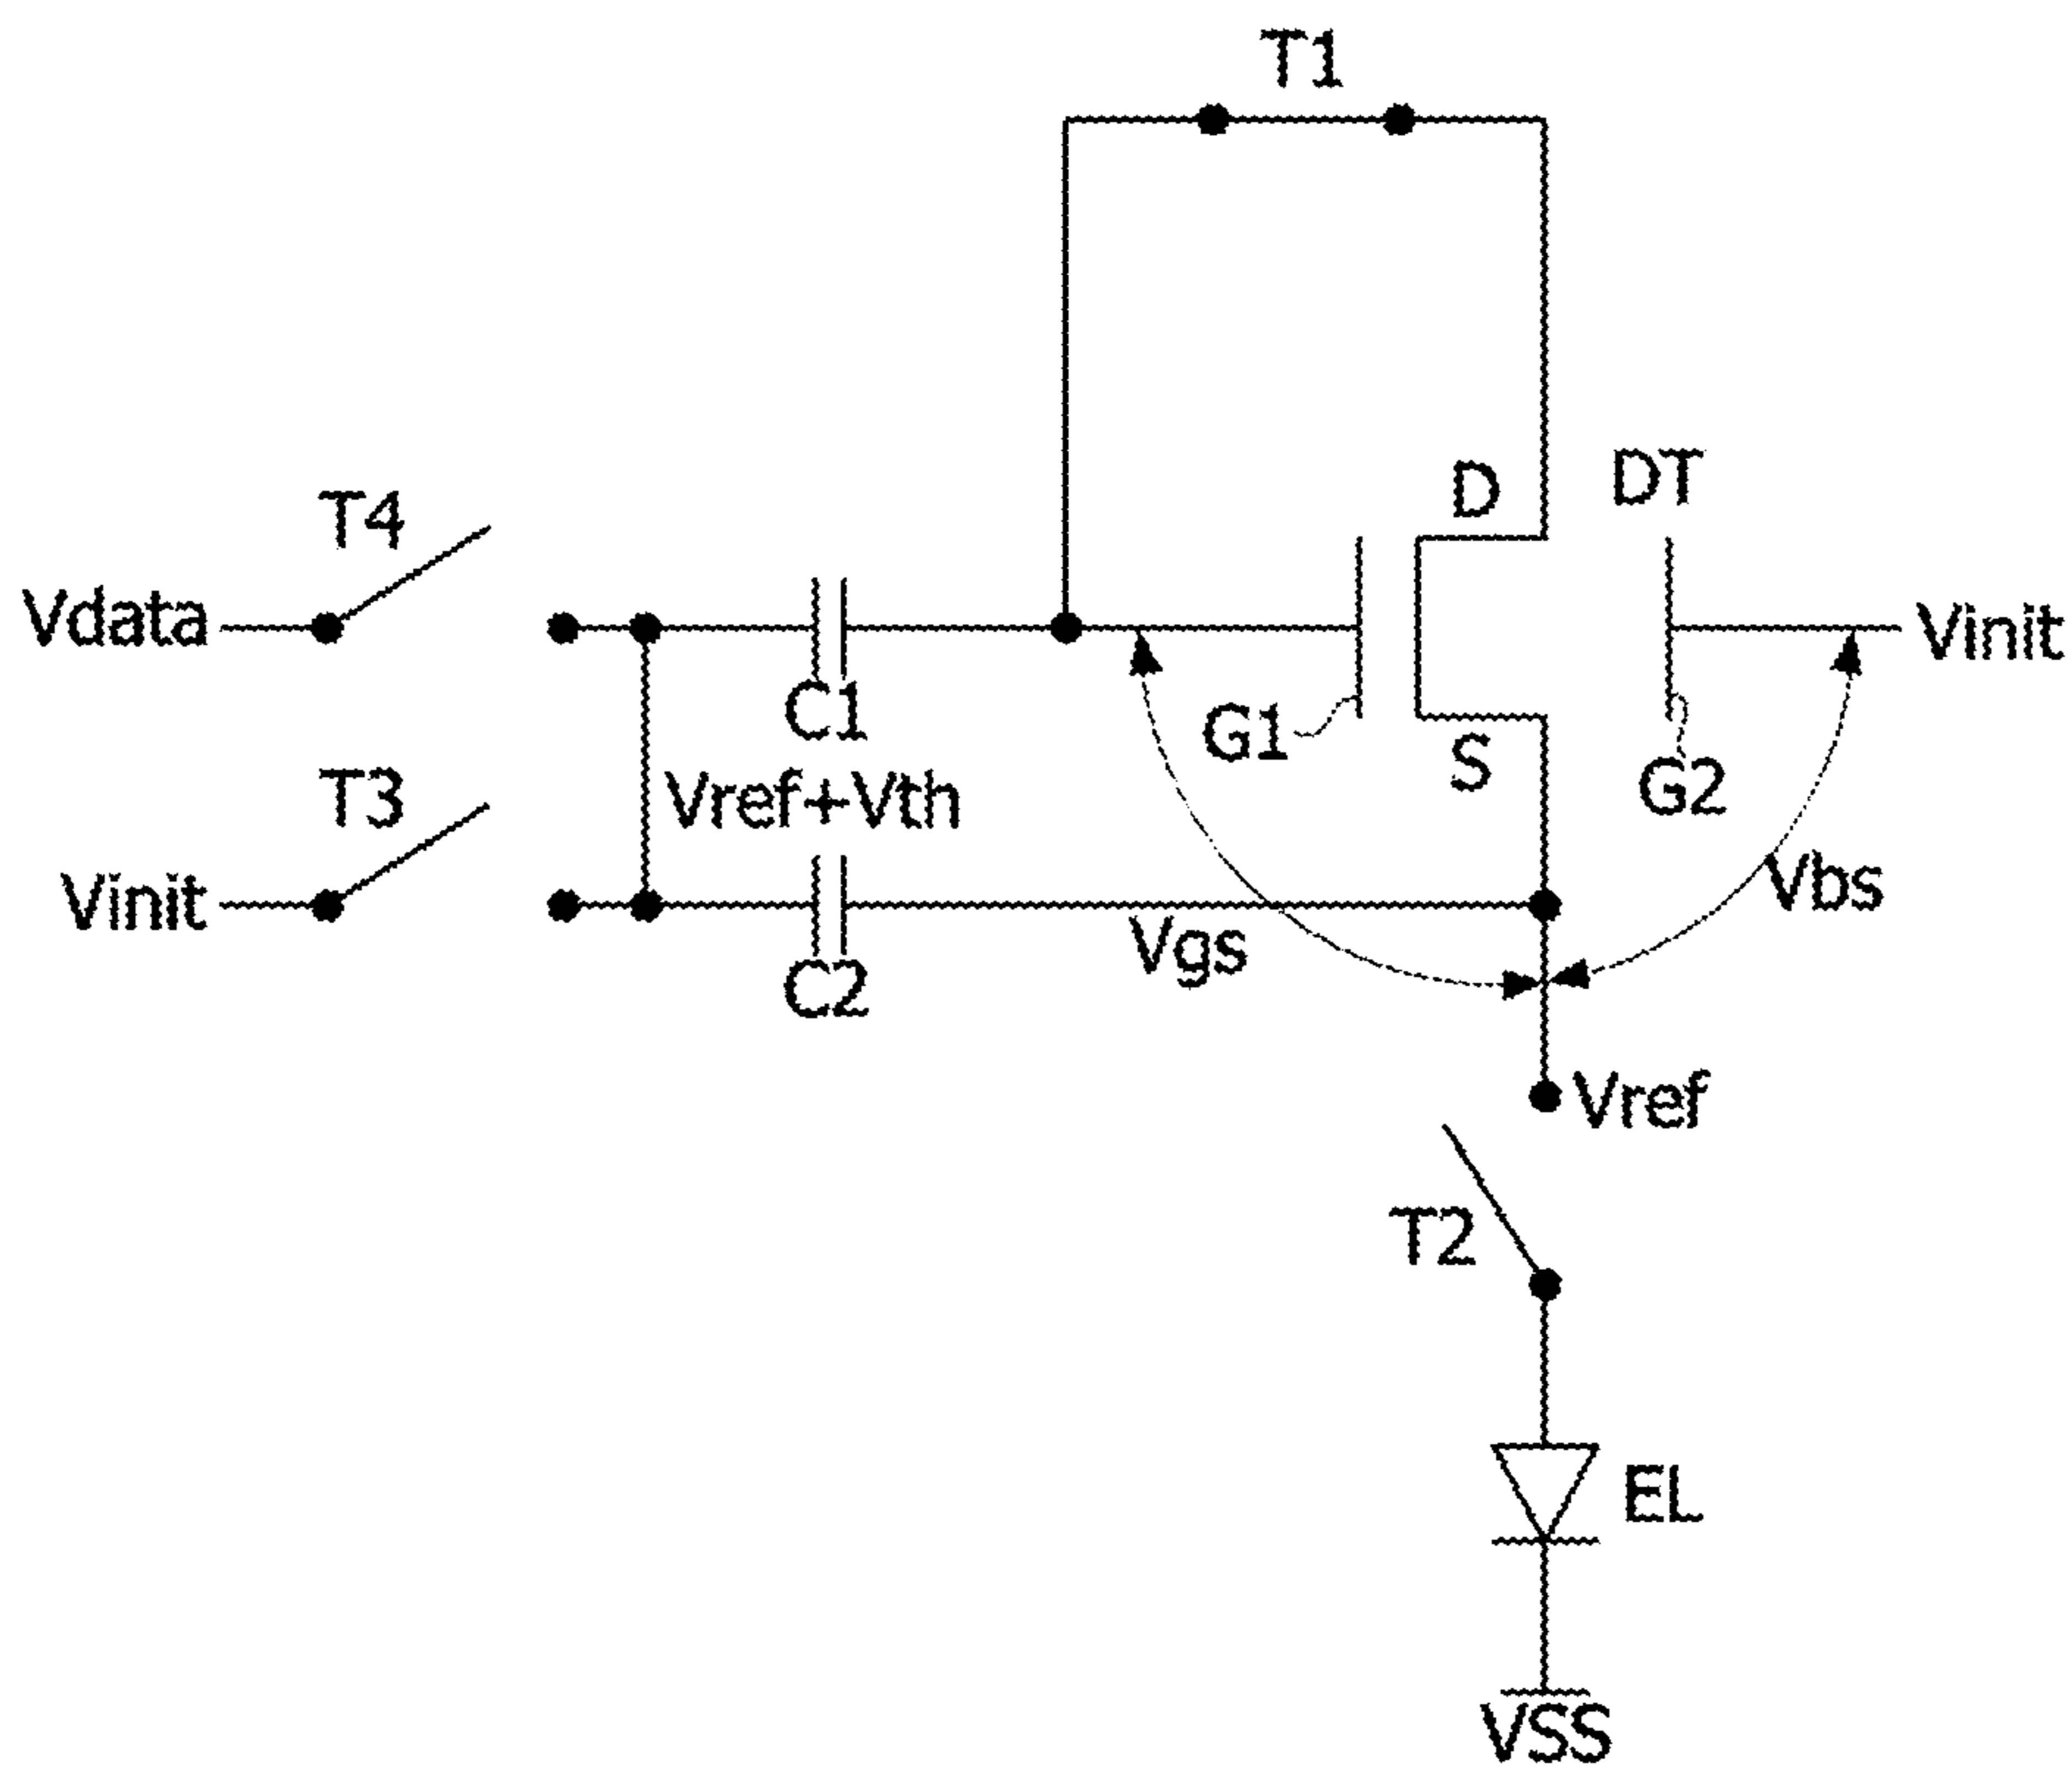 T1
D
DT
T4
Vdata
Vinit
C1
G1
S
G2
T3
Vref+Vth
Vinit
Vbs
Vgs
C2
Vref
T2
EL
VSS